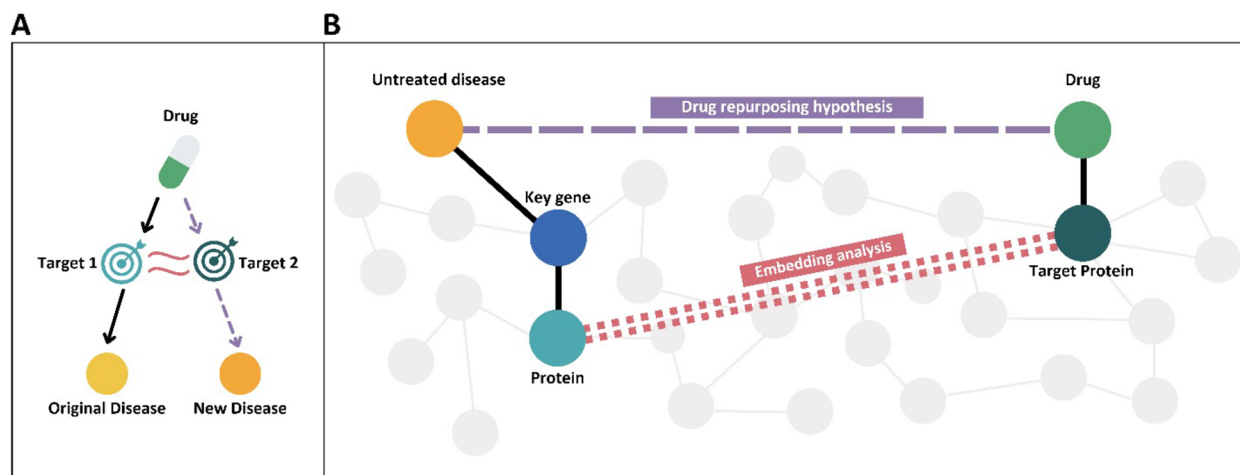 A
Drug
Target 1
Target 2
Original Disease
New Disease
B
Untreated disease
Drug
Drug repurposing hypothesis
Key gene
Embedding analysis
Target Protein
Protein